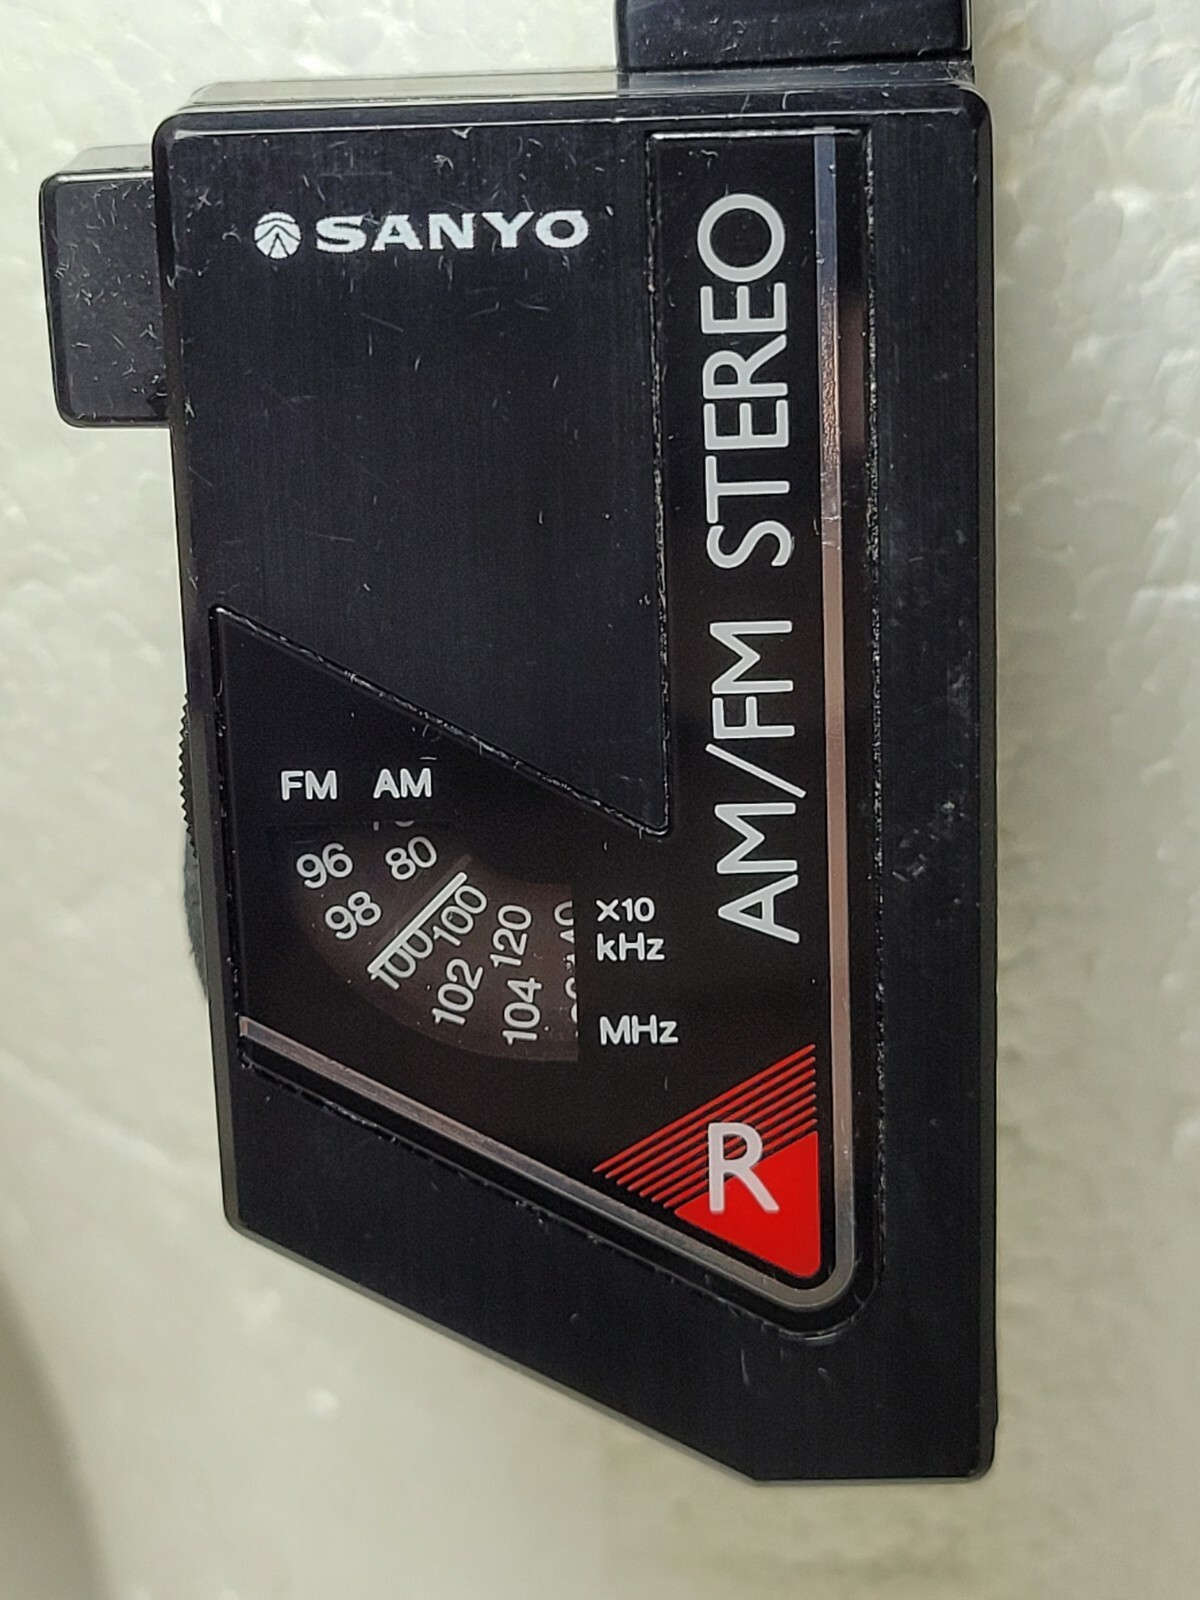 SANYO
AM/FM STEREO
FM AM
96 80
98
100 100
102 120
104
X10
kHz
MHz
R